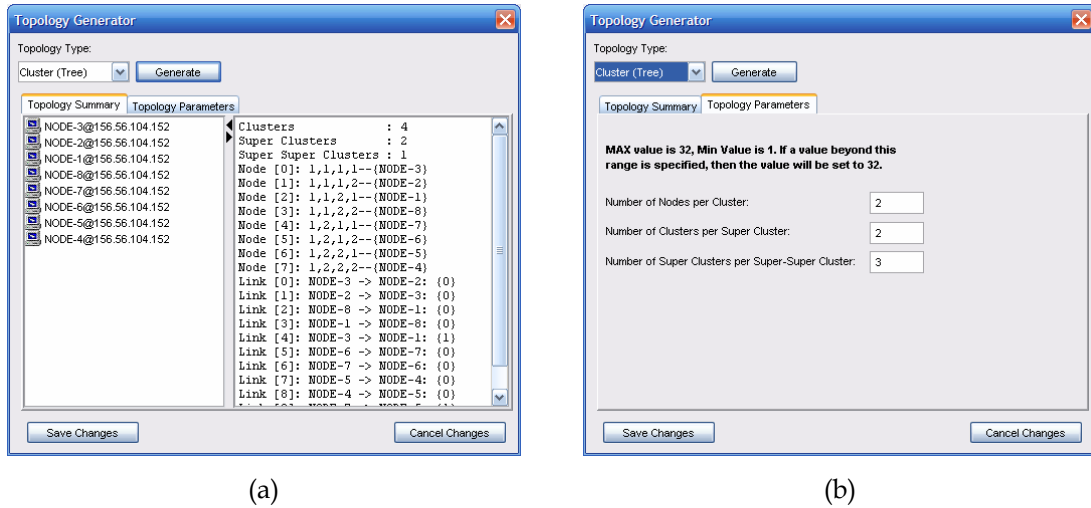 Topology Generator
Topology Type:
Cluster (Tree)
Generate
Topology Summary
Topology Parameters
NODE-3@156.56.104.152
NODE-2@156.56.104.152
NODE-1@156.56.104.152
NODE-8@156.56.104.152
NODE-7@156.56.104.152
NODE-6@156.56.104.152
NODE-5@156.56.104.152
NODE-4@156.56.104.152
Clusters : 4
Super Clusters : 2
Super Super Clusters : 1
Node [0]: 1,1,1,1--{NODE-3}
Node [1]: 1,1,1,2--{NODE-2}
Node [2]: 1,1,2,1--{NODE-1}
Node [3]: 1,1,2,2--{NODE-8}
Node [4]: 1,2,1,1--{NODE-7}
Node [5]: 1,2,1,2--{NODE-6}
Node [6]: 1,2,2,1--{NODE-5}
Node [7]: 1,2,2,2--{NODE-4}
Link [0]: NODE-3 -> NODE-2: {0}
Link [1]: NODE-2 -> NODE-3: {0}
Link [2]: NODE-8 -> NODE-1: {0}
Link [3]: NODE-1 -> NODE-8: {0}
Link [4]: NODE-3 -> NODE-1: {1}
Link [5]: NODE-6 -> NODE-7: {0}
Link [6]: NODE-7 -> NODE-6: {0}
Link [7]: NODE-5 -> NODE-4: {0}
Link [8]: NODE-4 -> NODE-5: {0}
Save Changes
Cancel Changes
(a)
Topology Generator
Topology Type:
Cluster (Tree)
Generate
Topology Summary
Topology Parameters
MAX value is 32, Min Value is 1. If a value beyond this
range is specified, then the value will be set to 32.
Number of Nodes per Cluster: 2
Number of Clusters per Super Cluster: 2
Number of Super Clusters per Super-Super Cluster: 3
Save Changes
Cancel Changes
(b)